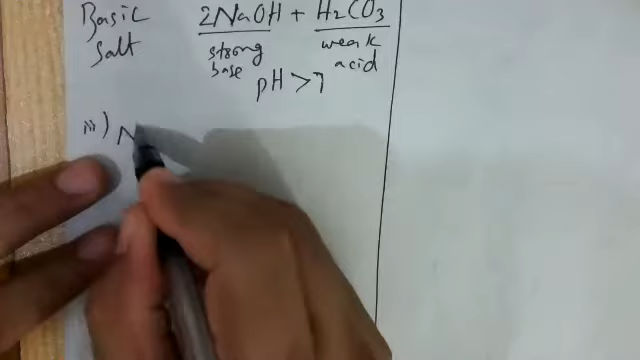 Basic 2NaOH + H2CO3
Salt strong weak
base acid
pH > 7
iii) N